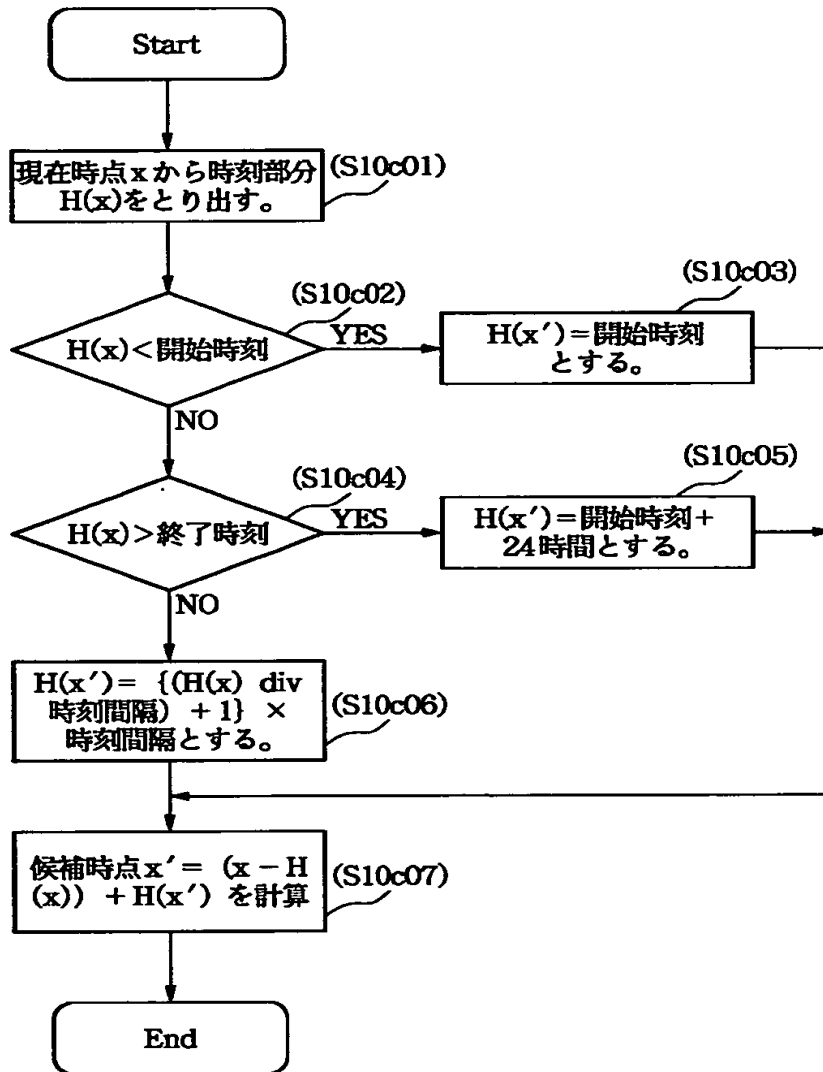 Start
現在時点xから時刻部分
H(x)をとり出す。
(S10c01)
H(x)<開始時刻
(S10c02)
YES
NO
H(x′)=開始時刻
とする。
(S10c03)
H(x)>終了時刻
(S10c04)
YES
NO
H(x′)=開始時刻+
24時間とする。
(S10c05)
H(x′)= {(H(x) div
時刻間隔) + 1} ×
時刻間隔とする。
(S10c06)
候補時点x′= (x − H
(x)) + H(x′) を計算
(S10c07)
End